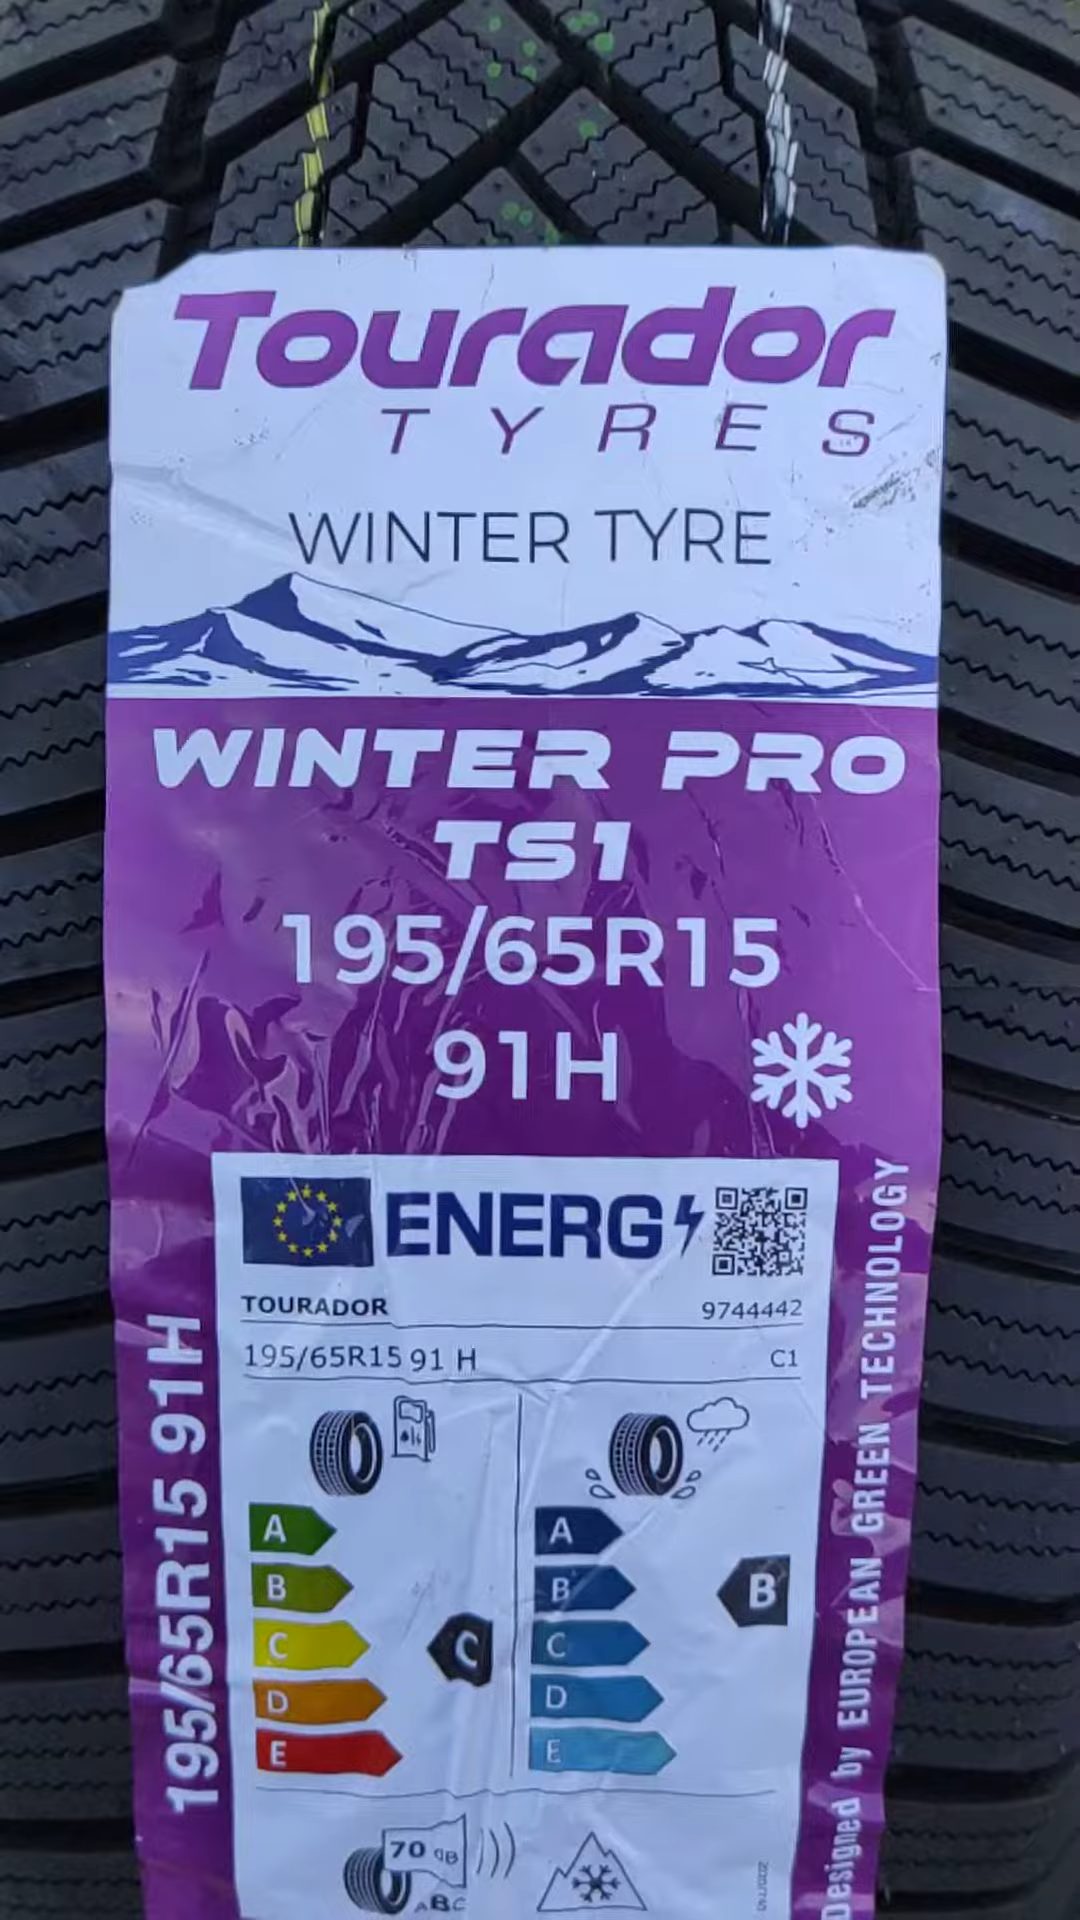 Tourador
TYRES
WINTER TYRE
WINTER PRO
TS1
195/65R15
91H
ENERG
TOURADOR 9744442
195/65R15 91 H C1
A
B
C
D
E
C
A
B
C
D
E
B
70 dB
ABC
195/65R15 91H
Designed by EUROPEAN GREEN TECHNOLOGY